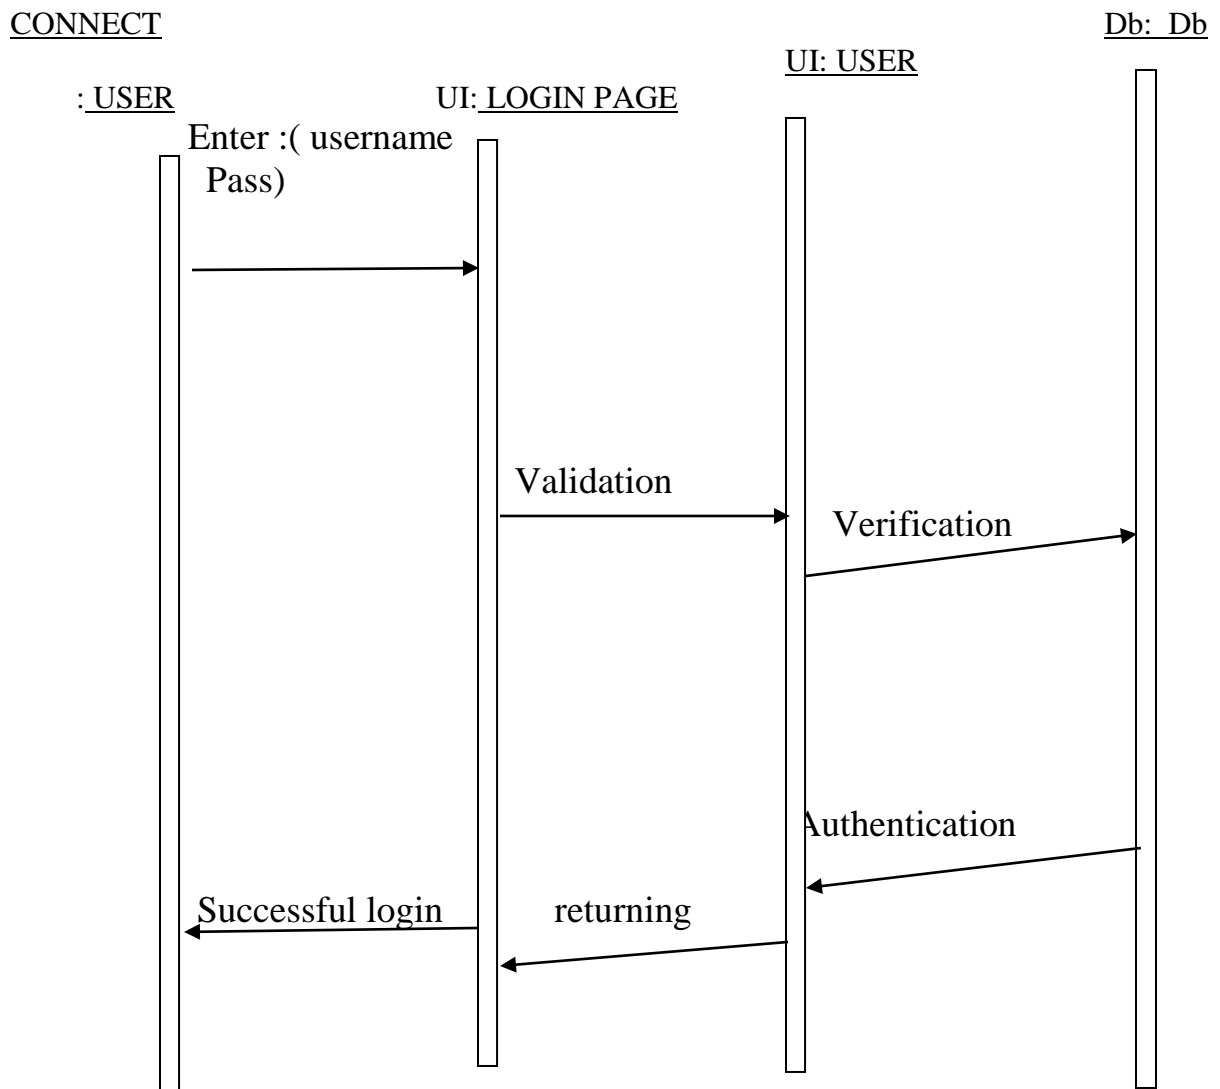 CONNECT
Db: Db
UI: USER
: USER
UI: LOGIN PAGE
Enter :( username
Pass)
Validation
Verification
Authentication
Successful login
returning